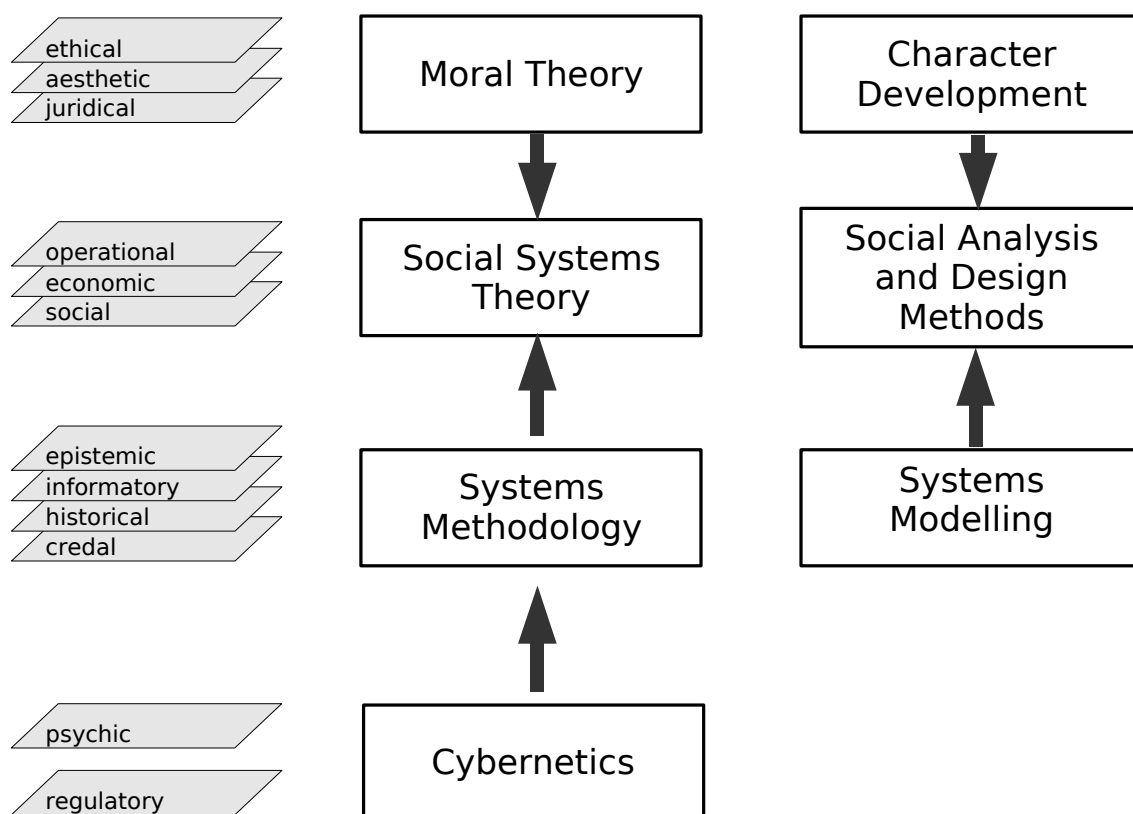 ethical
aesthetic
juridical
Moral Theory
Character
Development
operational
economic
social
Social Systems
Theory
Social Analysis
and Design
Methods
epistemic
informatory
historical
credal
Systems
Methodology
Systems
Modelling
psychic
regulatory
Cybernetics